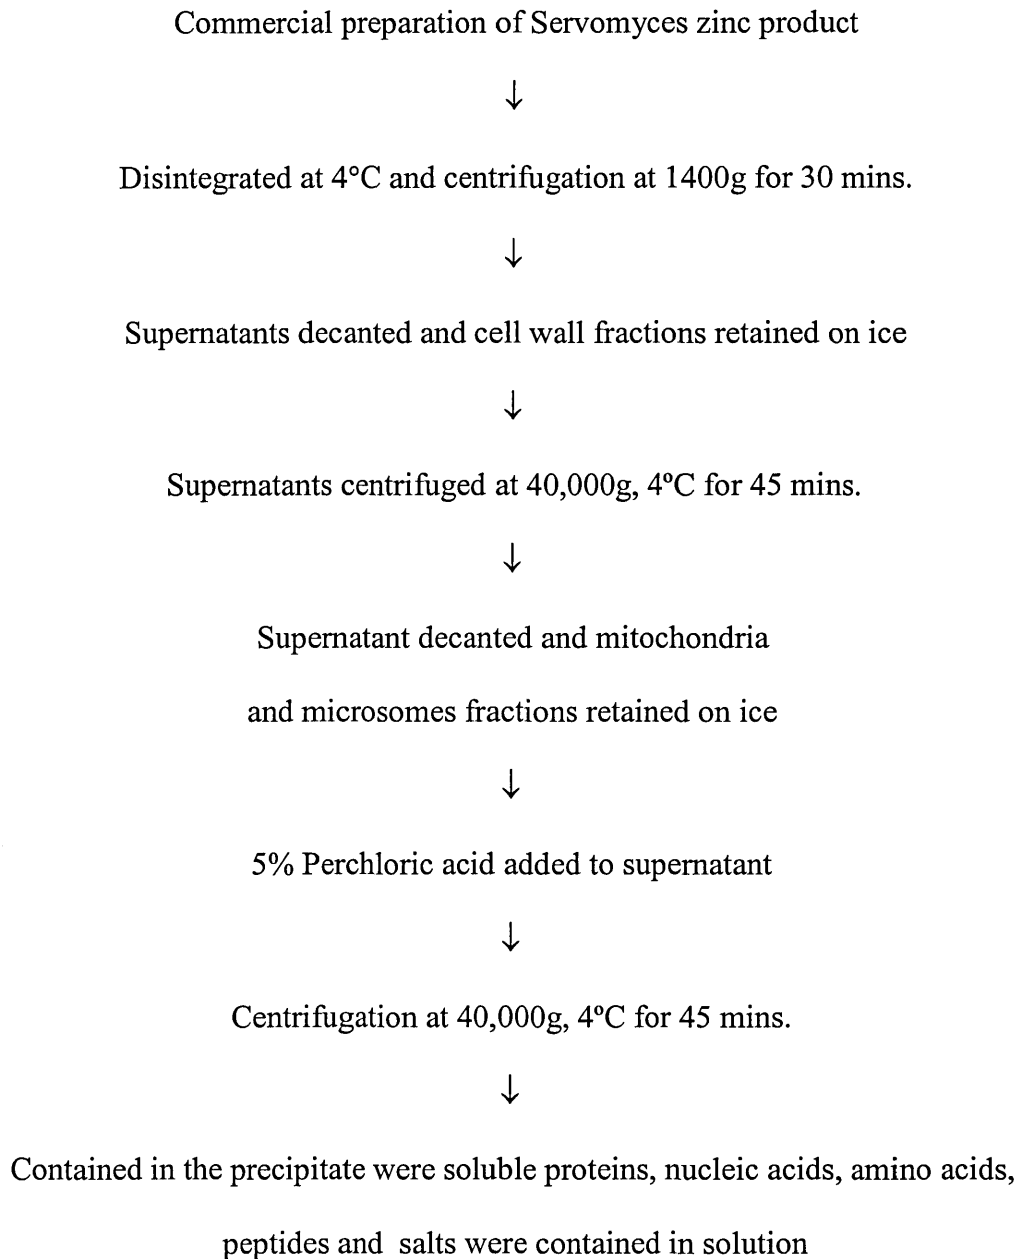 Commercial preparation of Servomyces zinc product
↓
Disintegrated at 4°C and centrifugation at 1400g for 30 mins.
↓
Supernatants decanted and cell wall fractions retained on ice
↓
Supernatants centrifuged at 40,000g, 4ºC for 45 mins.
↓
Supernatant decanted and mitochondria
and microsomes fractions retained on ice
↓
5% Perchloric acid added to supernatant
↓
Centrifugation at 40,000g, 4ºC for 45 mins.
↓
Contained in the precipitate were soluble proteins, nucleic acids, amino acids,
peptides and salts were contained in solution